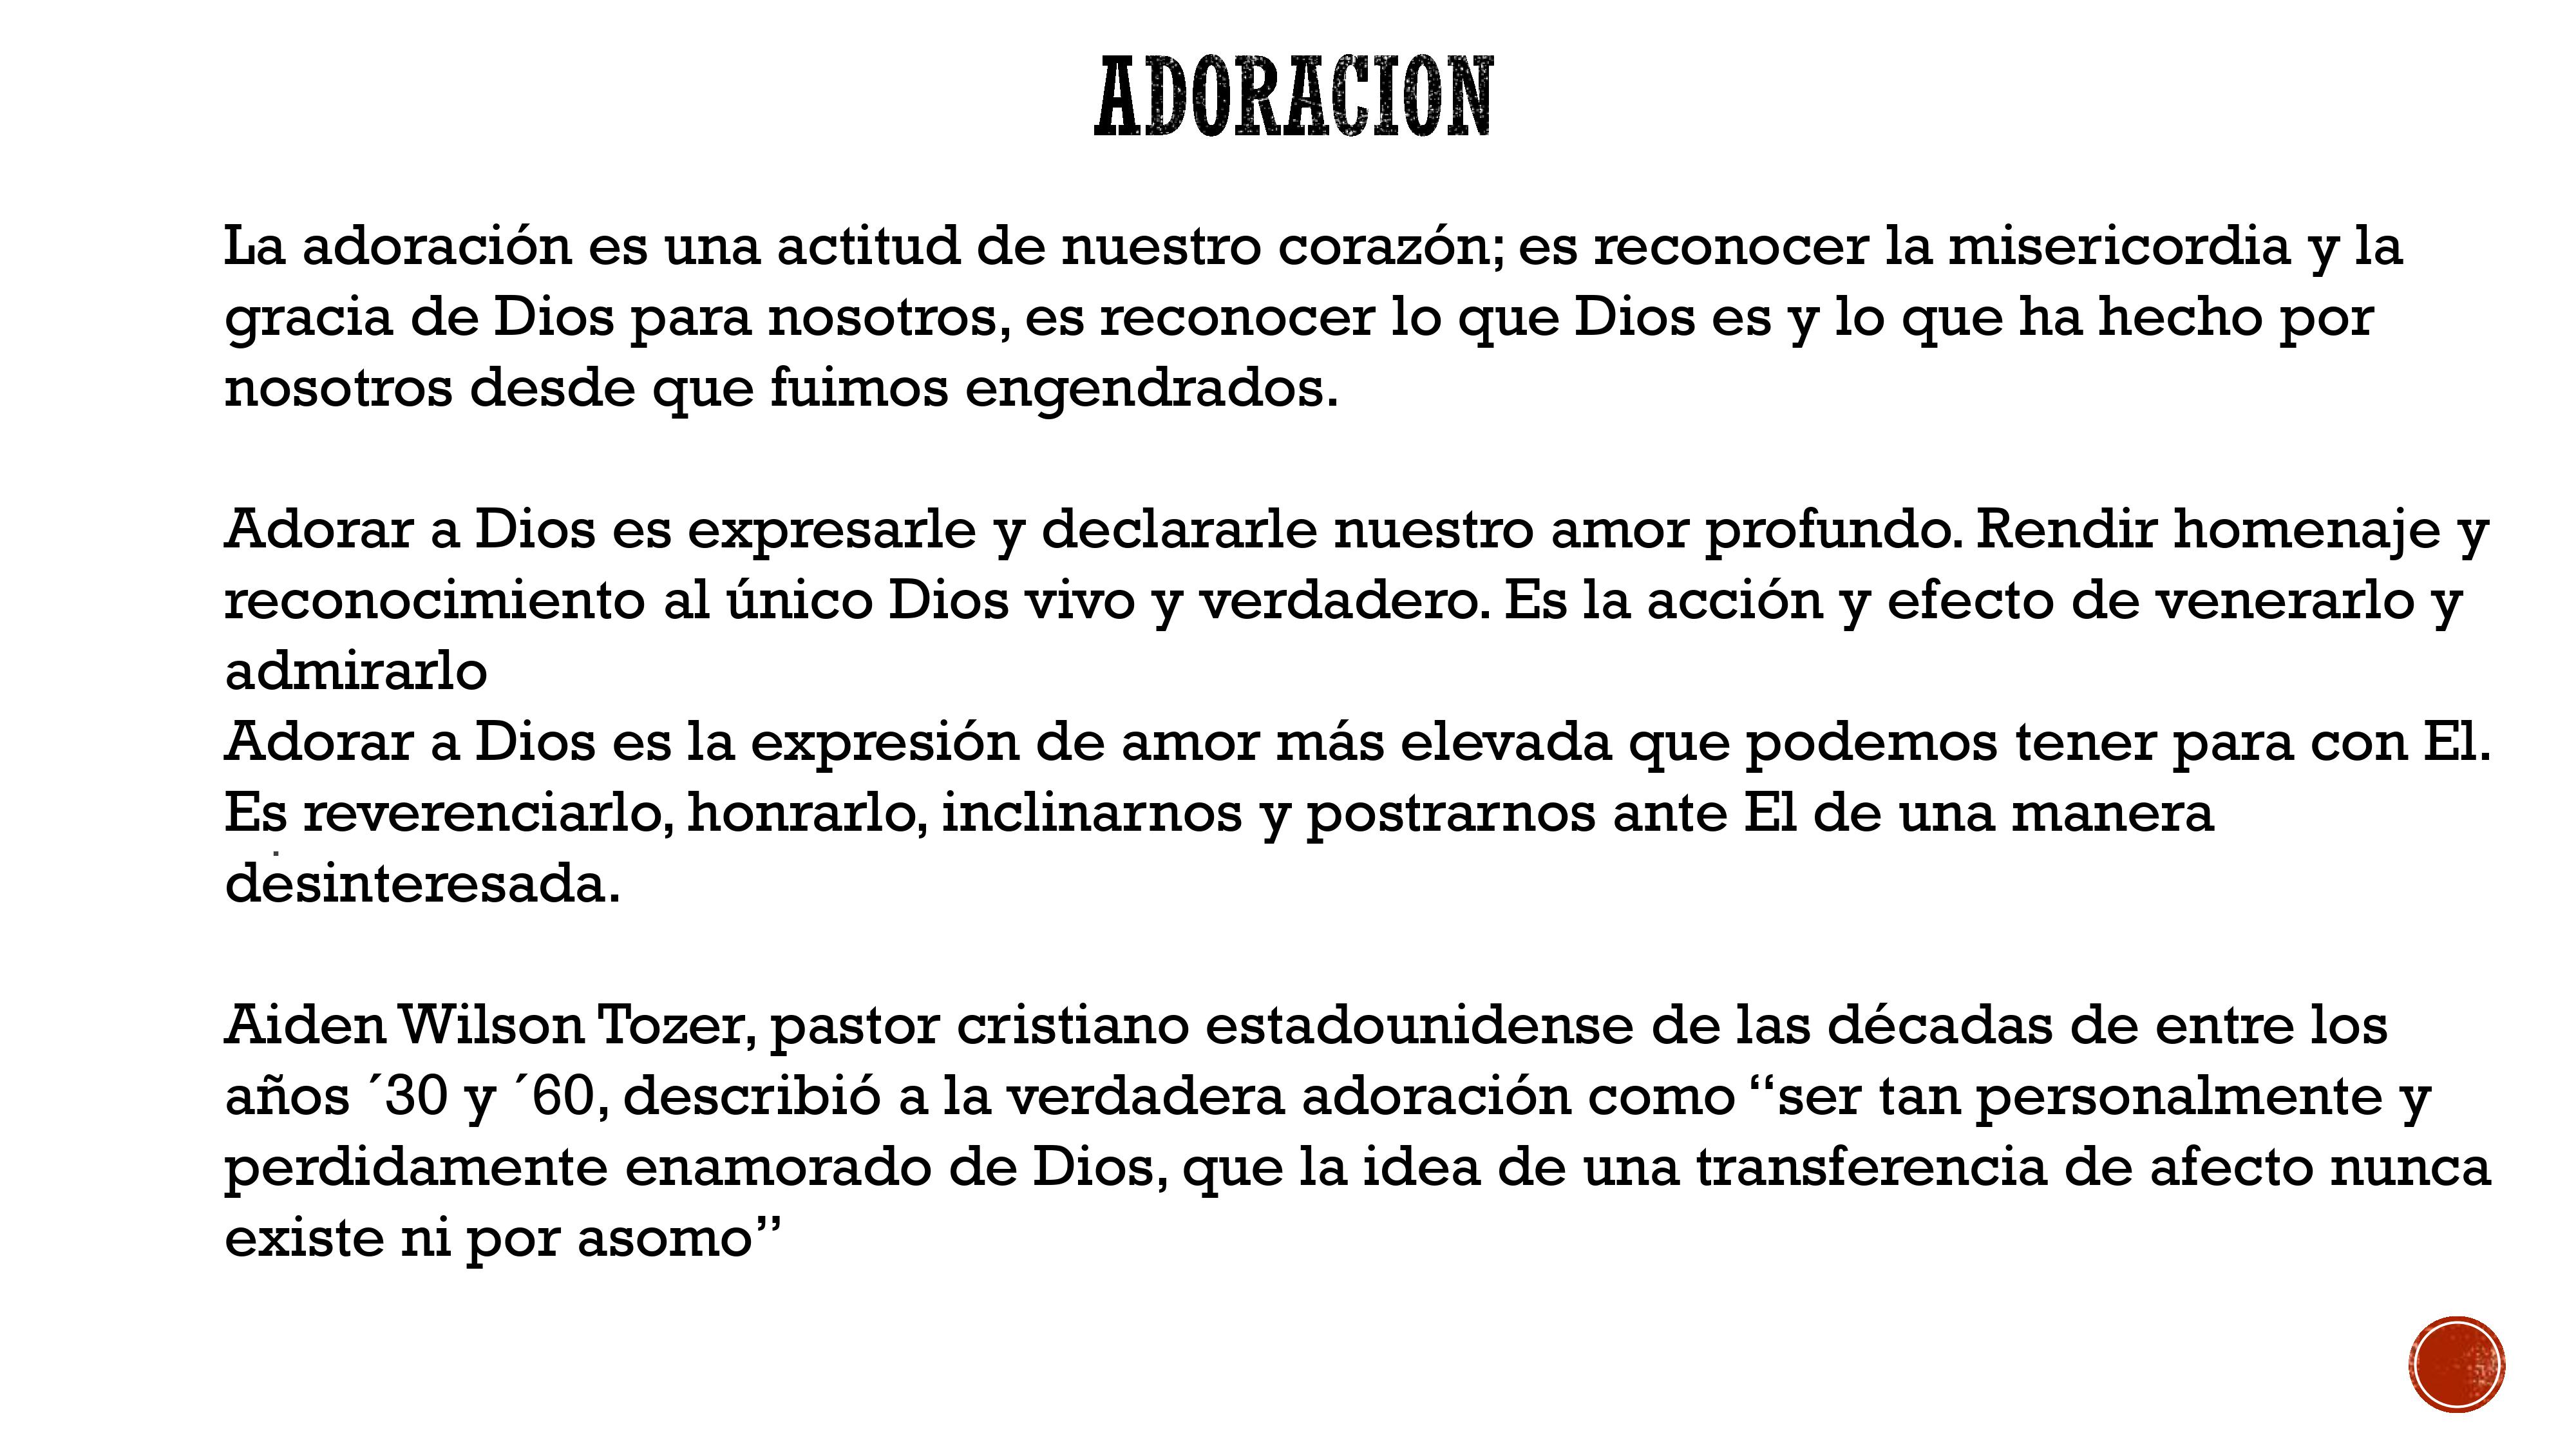 ADORACION
La adoración es una actitud de nuestro corazón; es reconocer la misericordia y la
gracia de Dios para nosotros, es reconocer lo que Dios es y lo que ha hecho por
nosotros desde que fuimos engendrados.
Adorar a Dios es expresarle y declararle nuestro amor profundo. Rendir homenaje y
reconocimiento al único Dios vivo y verdadero. Es la acción y efecto de venerarlo y
admirarlo
Adorar a Dios es la expresión de amor más elevada que podemos tener para con El.
Es reverenciarlo, honrarlo, inclinarnos y postrarnos ante El de una manera
desinteresada.
Aiden Wilson Tozer, pastor cristiano estadounidense de las décadas de entre los
años ´30 y ´60, describió a la verdadera adoración como “ser tan personalmente y
perdidamente enamorado de Dios, que la idea de una transferencia de afecto nunca
existe ni por asomo”